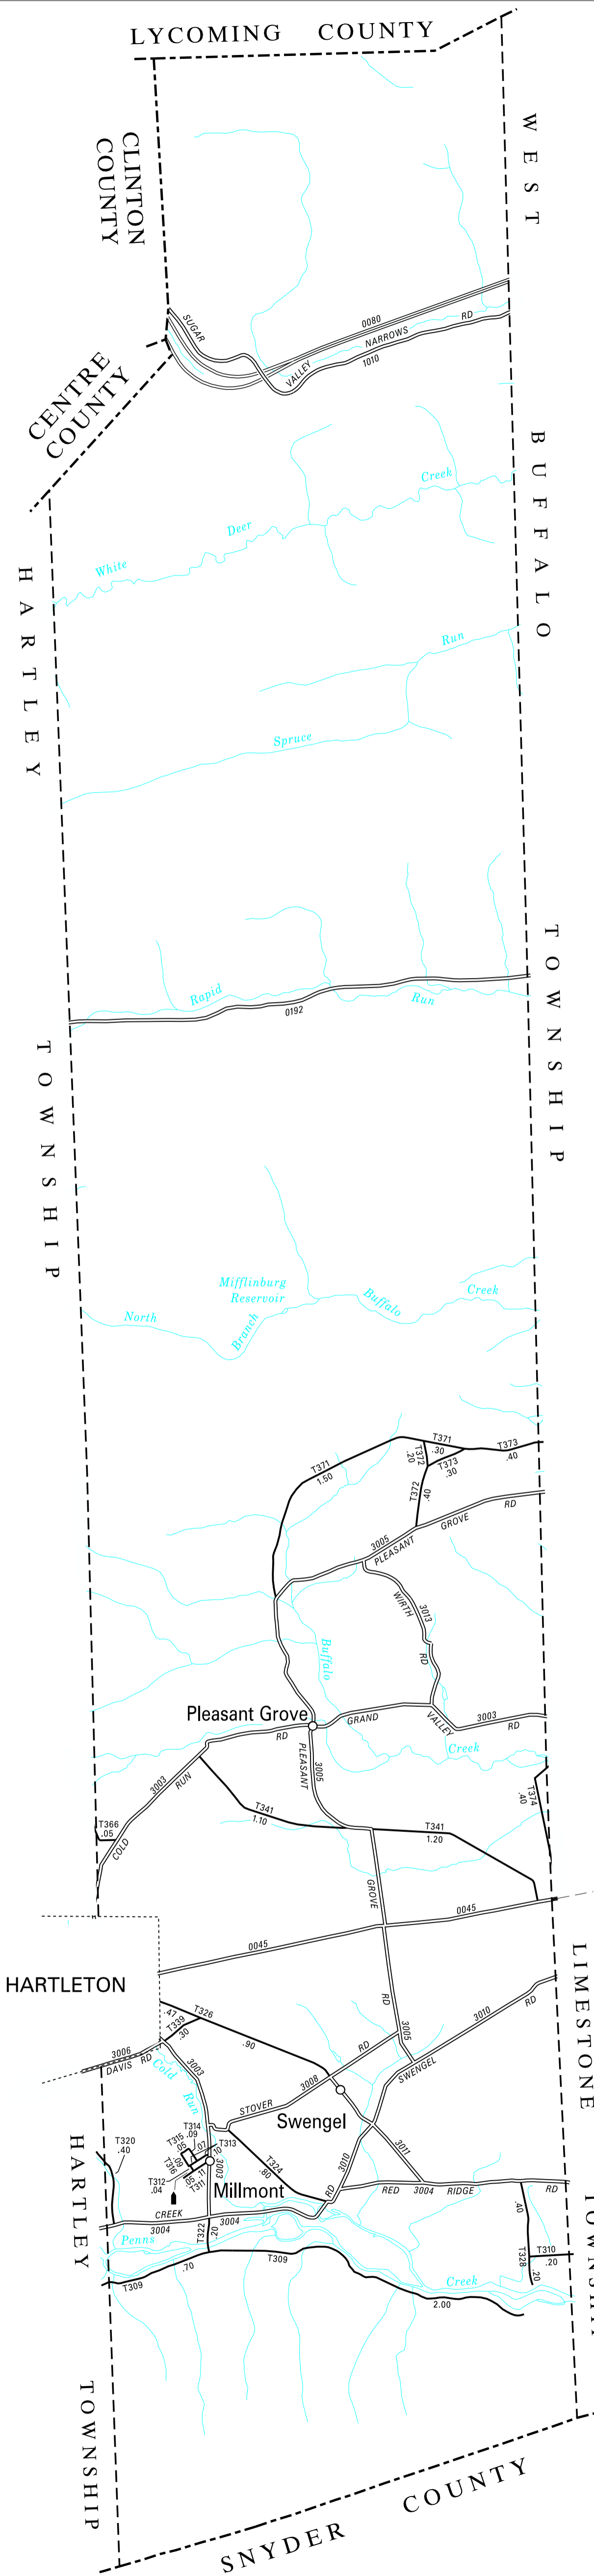 LYCOMING COUNTY
CLINTON
COUNTY
WEST
SUGAR
0080
VALLEY
NARROWS
RD
1010
CENTRE
COUNTY
BUFFALO
Creek
Deer
White
HARTLEY
Run
Spruce
TOWNSHIP
Rapid
Run
0192
TOWNSHIP
Mifflinburg
Reservoir
North
Branch
Buffalo
Creek
T371
1.50
T371
.30
T372
.20
T373
.30
T373
.40
T372
.40
3005
PLEASANT
GROVE
RD
WIRTH
3013
RD
Buffalo
Pleasant Grove
RD
GRAND
VALLEY
3003
RD
Creek
PLEASANT
3005
3003
RUN
COLD
T366
.05
T341
1.10
T341
1.20
T374
.40
GROVE
0045
0045
HARTLETON
RD
3005
LIMESTONE
.47
T326
T339
.30
.90
3006
DAVIS RD
Cold
Run
3003
RD
3008
STOVER
SWENGEL
3010
RD
Swengel
T314
.09
T315
.05
.07
T313
.10
T316
.09
T312
.04
.05
.11
T311
3003
T324
.80
3010
RD
3011
T320
.40
Millmont
RED 3004 RIDGE RD
HARTLEY
CREEK
3004
3004
T322
.20
Penns
T309
.70
T309
Creek
2.00
.40
T328
.20
T310
.20
TOWNSHIP
TOWNSHIP
SNYDER COUNTY